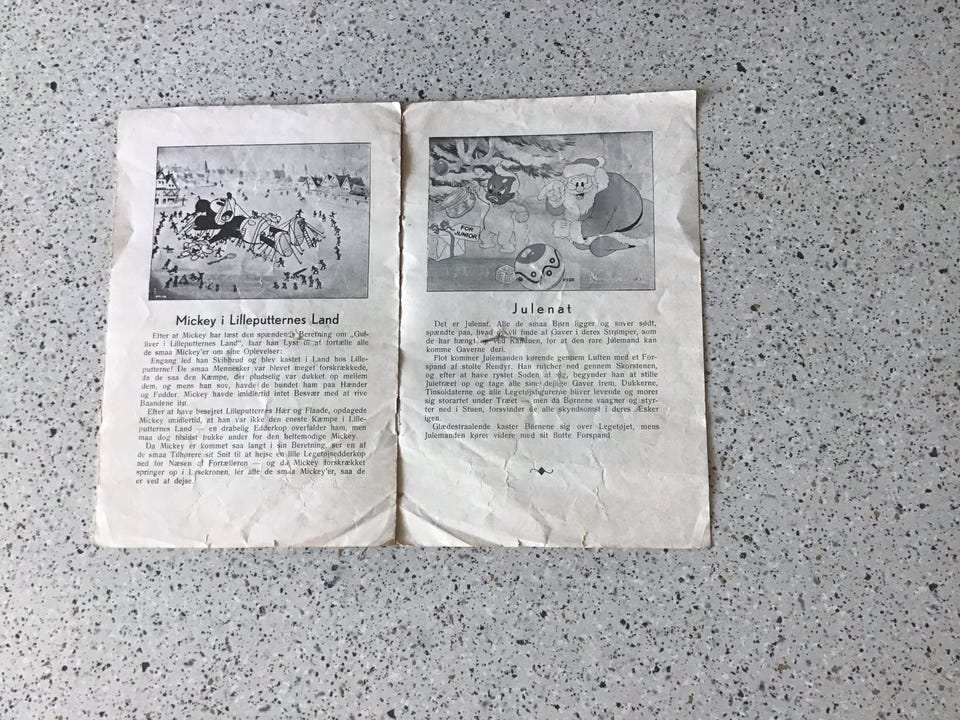 Mickey i Lilleputternes Land
Efter at Mickey har læst den spændende Beretning om „Gul-
liver i Lilleputternes Land“, faar han Lyst til at fortælle alle
de smaa Mickey'er om sine Oplevelser:
Engang led han Skibbrud og blev kastet i Land hos Lille-
putterne! De smaa Mennesker var blevet meget forskrækkede,
da de saa den Kæmpe, der pludselig var dukket op mellem
dem, og mens han sov, havde de bundet ham paa Hænder
og Fødder. Mickey havde imidlertid intet Besvær med at rive
Baandene itu.
Efter at have besejret Lilleputternes Hær og Flaade, opdagede
Mickey imidlertid, at han var ikke den eneste Kæmpe i Lille-
putternes Land — en drabelig Edderkop overfalder ham, men
maa dog tilsidst bukke under for den heltemodige Mickey.
Da Mickey er kommet saa langt i sin Beretning, ser en af
de smaa Tilhørere sit Snit til at hejse en lille Legetøjsedderkop
ned for Næsen af Fortælleren — og da Mickey forskrækket
springer op i Lysekronen, lér alle de smaa Mickey'er, saa de
er ved at dejse.
FOR
JUNIOR
Julenat
Det er Julenat. Alle de smaa Børn ligger og sover sødt,
spændte paa, hvad de vil finde af Gaver i deres Strømper, som
de har hængt ved Kaminen, for at den rare Julemand kan
komme Gaverne deri.
Flot kommer Julemanden kørende gennem Luften med et For-
spand af stolte Rendyr. Han rutcher ned gennem Skorstenen,
og efter at have rystet Soden af sig, begynder han at stille
Juletræet op og tage alle sine dejlige Gaver frem. Dukkerne,
Tinsoldaterne og alle Legetøjsfigurerne bliver levende og morer
sig storartet under Træet — men da Børnene vaagner og styr-
ter ned i Stuen, forsvinder de alle skyndsomst i deres Æsker
igen.
Glædestraalende kaster Børnene sig over Legetøjet, mens
Julemanden kører videre med sit flotte Forspand.